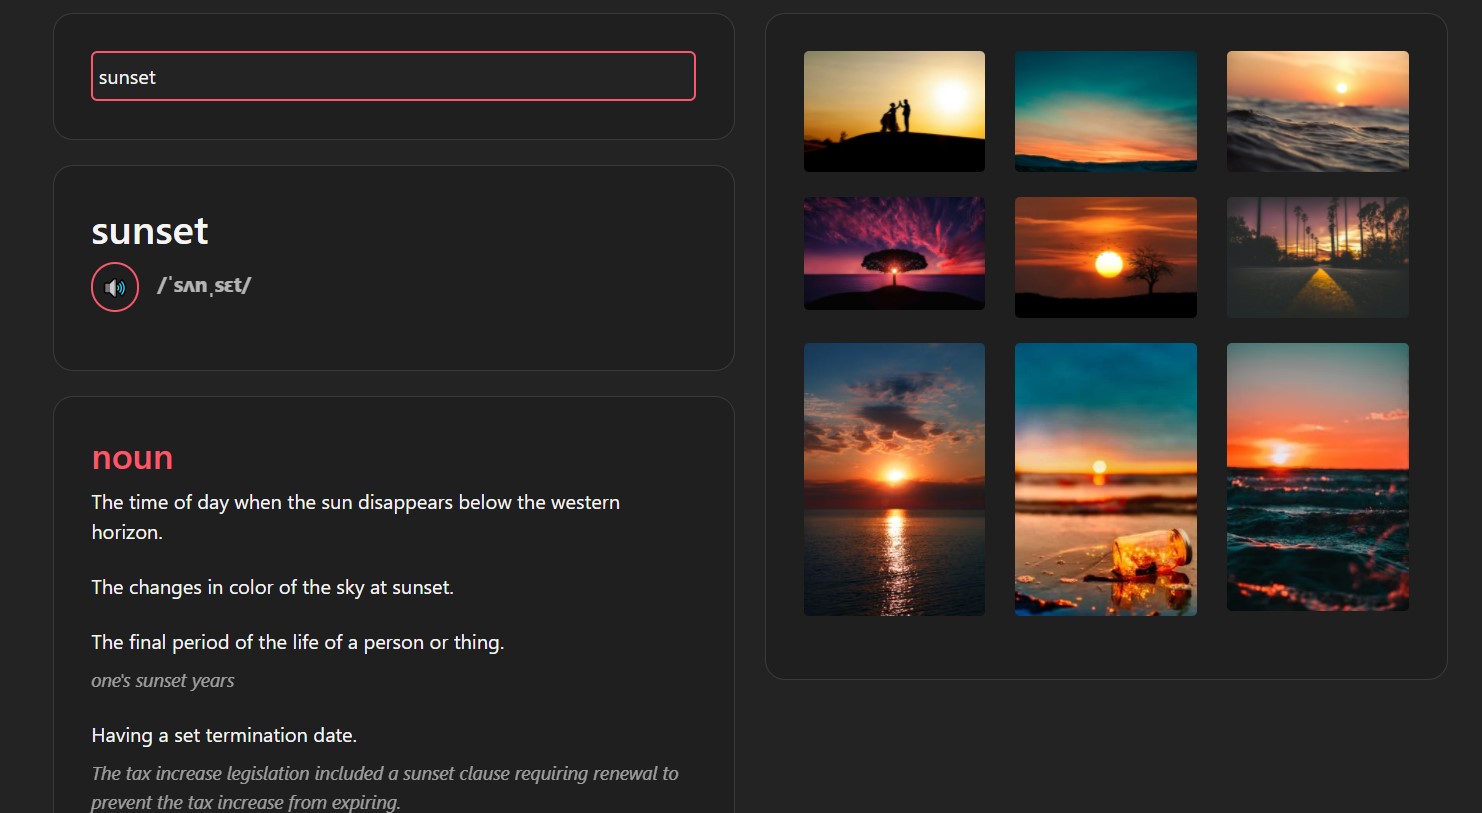 sunset
sunset
/ˈsʌnˌsɛt/
noun
The time of day when the sun disappears below the western
horizon.
The changes in color of the sky at sunset.
The final period of the life of a person or thing.
one's sunset years
Having a set termination date.
The tax increase legislation included a sunset clause requiring renewal to
prevent the tax increase from expiring.